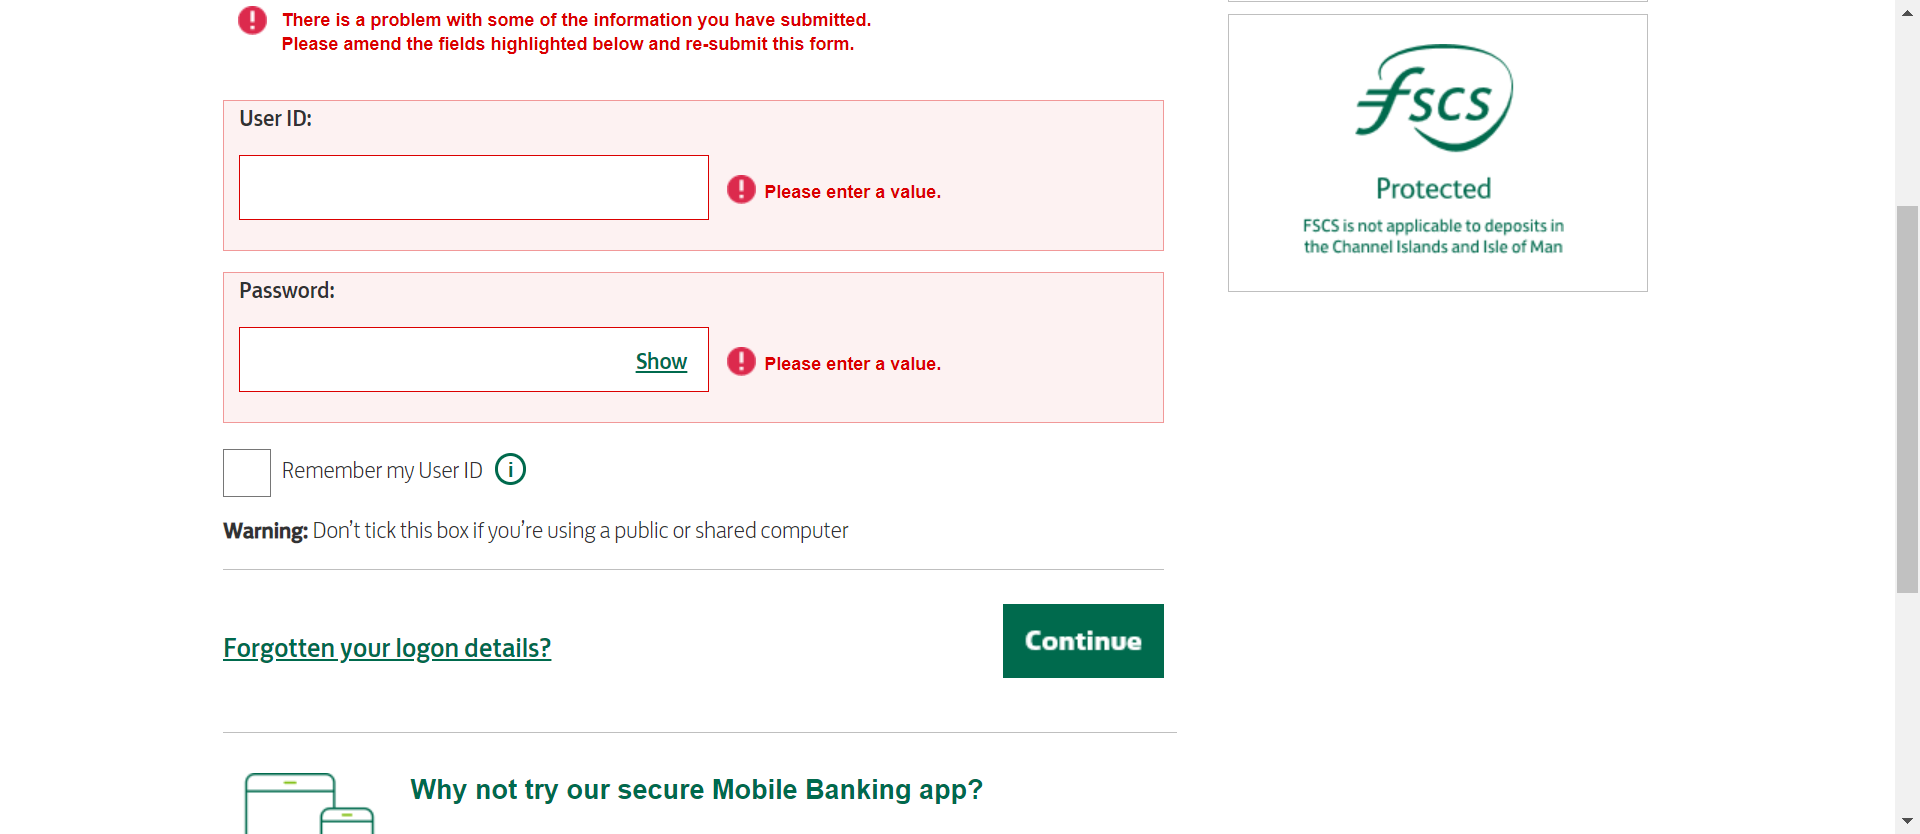 There is a problem with some of the information you have submitted.
Please amend the fields highlighted below and re-submit this form.
User ID:
Please enter a value.
Password:
Show
Please enter a value.
Remember my User ID
i
Warning: Don't tick this box if you're using a public or shared computer
Forgotten your logon details?
Continue
Why not try our secure Mobile Banking app?
fscs
Protected
FSCS is not applicable to deposits in
the Channel Islands and Isle of Man